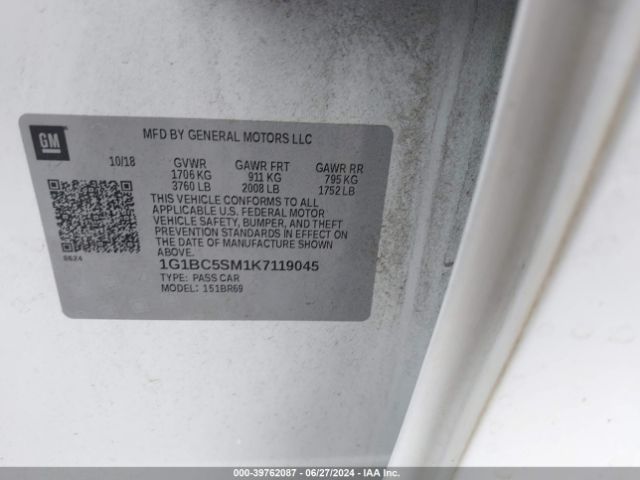 GM
MFD BY GENERAL MOTORS LLC
10/18 GVWR GAWR FRT GAWR RR
1706 KG 911 KG 795 KG
3760 LB 2008 LB 1752 LB
THIS VEHICLE CONFORMS TO ALL
APPLICABLE U.S. FEDERAL MOTOR
VEHICLE SAFETY, BUMPER, AND THEFT
PREVENTION STANDARDS IN EFFECT ON
THE DATE OF MANUFACTURE SHOWN
ABOVE.
8624
1G1BC5SM1K7119045
TYPE: PASS CAR
MODEL: 151BR69
000-39762087 - 06/27/2024 - IAA Inc.